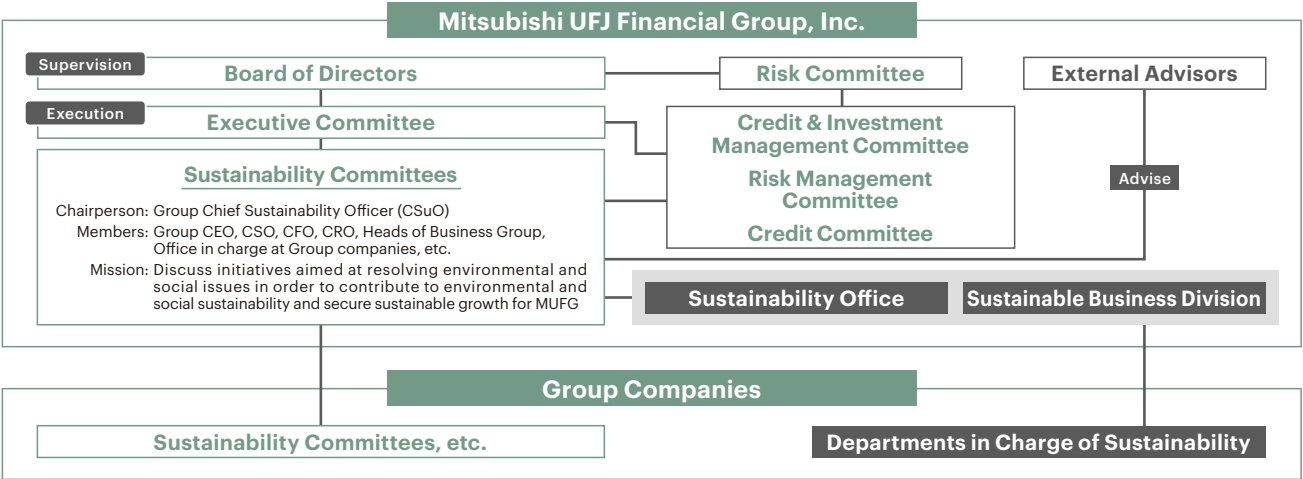 Mitsubishi UFJ Financial Group, Inc.
Supervision
Board of Directors
Risk Committee
External Advisors
Execution
Executive Committee
Credit & Investment
Management Committee
Risk Management
Committee
Credit Committee
Advise
Sustainability Committees
Chairperson: Group Chief Sustainability Officer (CSuO)
Members: Group CEO, CSO, CFO, CRO, Heads of Business Group,
Office in charge at Group companies, etc.
Mission: Discuss initiatives aimed at resolving environmental and
social issues in order to contribute to environmental and
social sustainability and secure sustainable growth for MUFG
Sustainability Office
Sustainable Business Division
Group Companies
Sustainability Committees, etc.
Departments in Charge of Sustainability